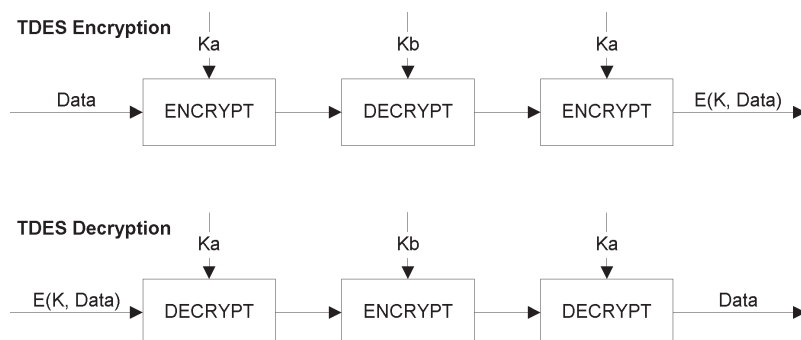 TDES Encryption
Ka Kb Ka
Data ENCRYPT DECRYPT ENCRYPT E(K, Data)
TDES Decryption
Ka Kb Ka
E(K, Data) DECRYPT ENCRYPT DECRYPT Data